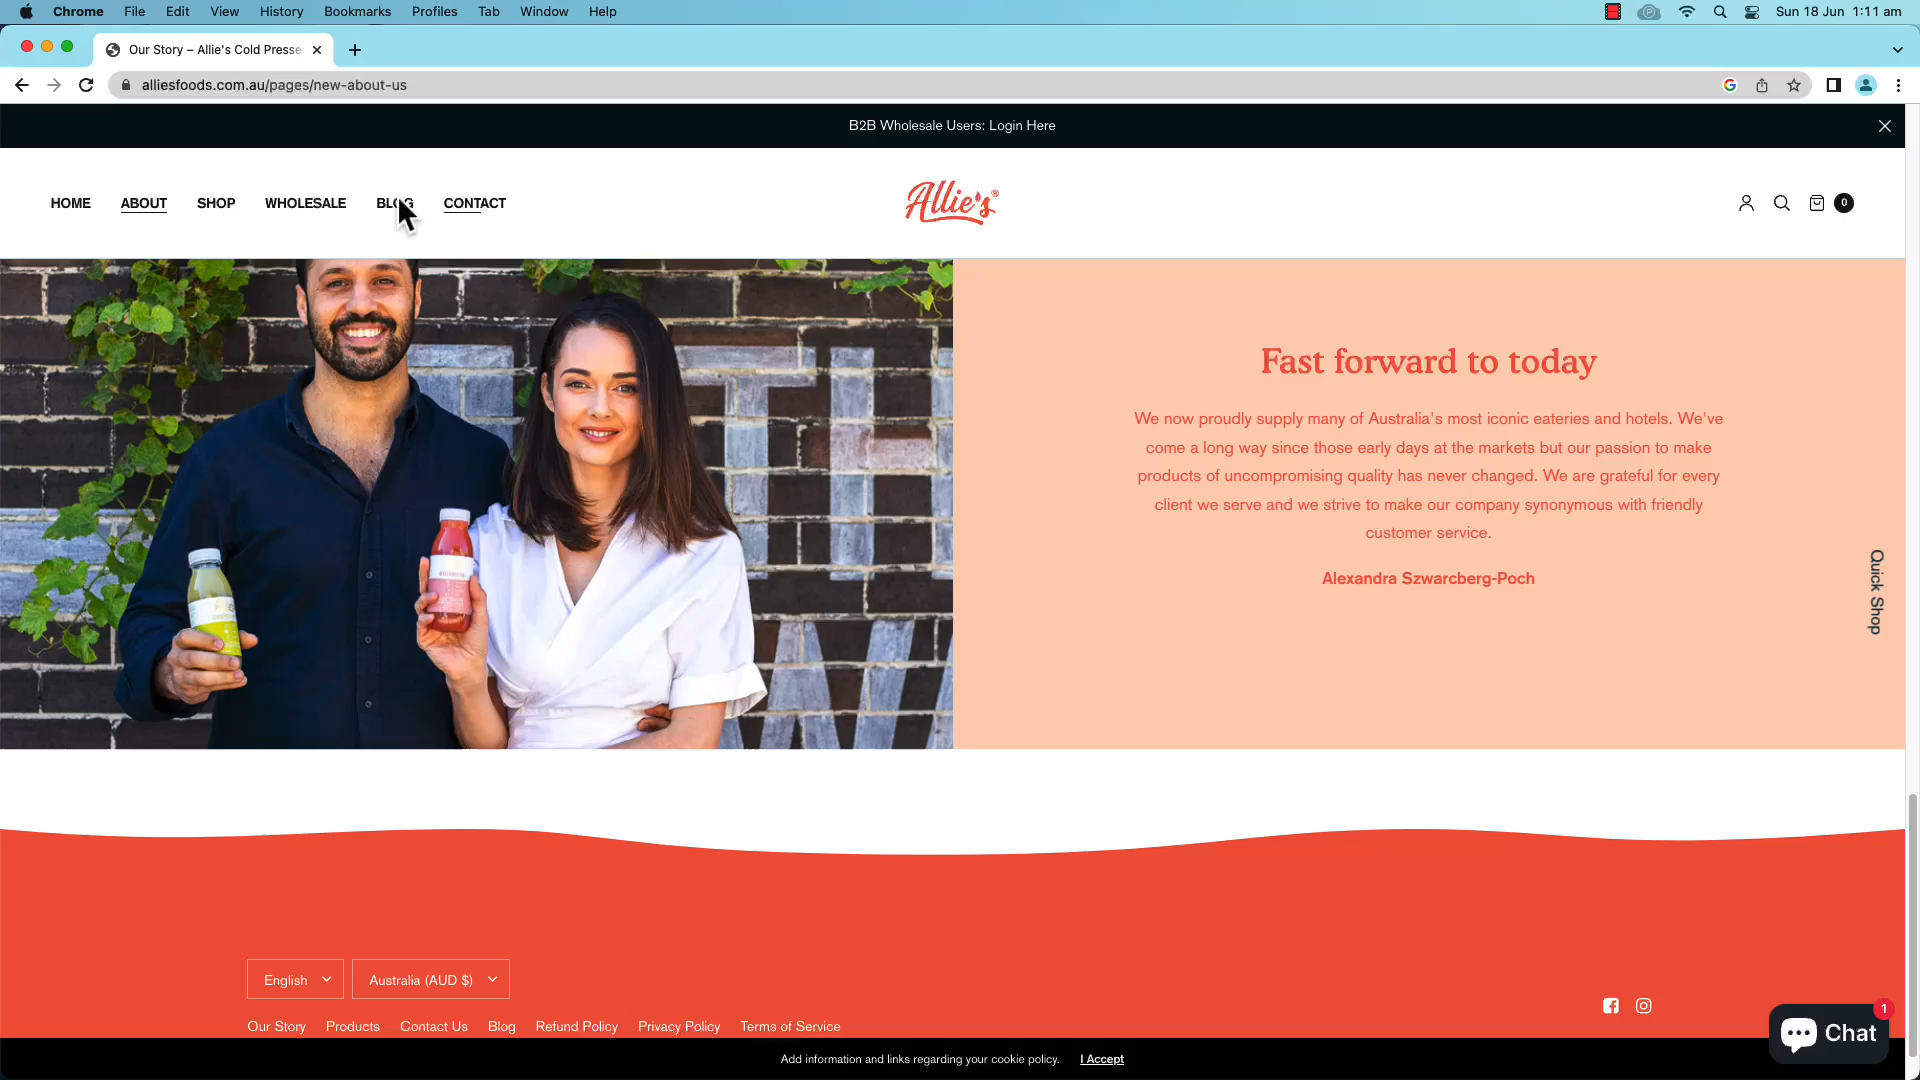 Chrome File Edit View History Bookmarks Profiles Tab Window Help Sun 18 Jun 1:11 am
Our Story – Allie's Cold Presse
alliesfoods.com.au/pages/new-about-us
B2B Wholesale Users: Login Here
HOME ABOUT SHOP WHOLESALE BLOG CONTACT Allie's® 0
Fast forward to today
We now proudly supply many of Australia's most iconic eateries and hotels. We've
come a long way since those early days at the markets but our passion to make
products of uncompromising quality has never changed. We are grateful for every
client we serve and we strive to make our company synonymous with friendly
customer service.
Alexandra Szwarcberg-Poch
Quick Shop
English Australia (AUD $)
Our Story Products Contact Us Blog Refund Policy Privacy Policy Terms of Service
1
Chat
Add information and links regarding your cookie policy. I Accept